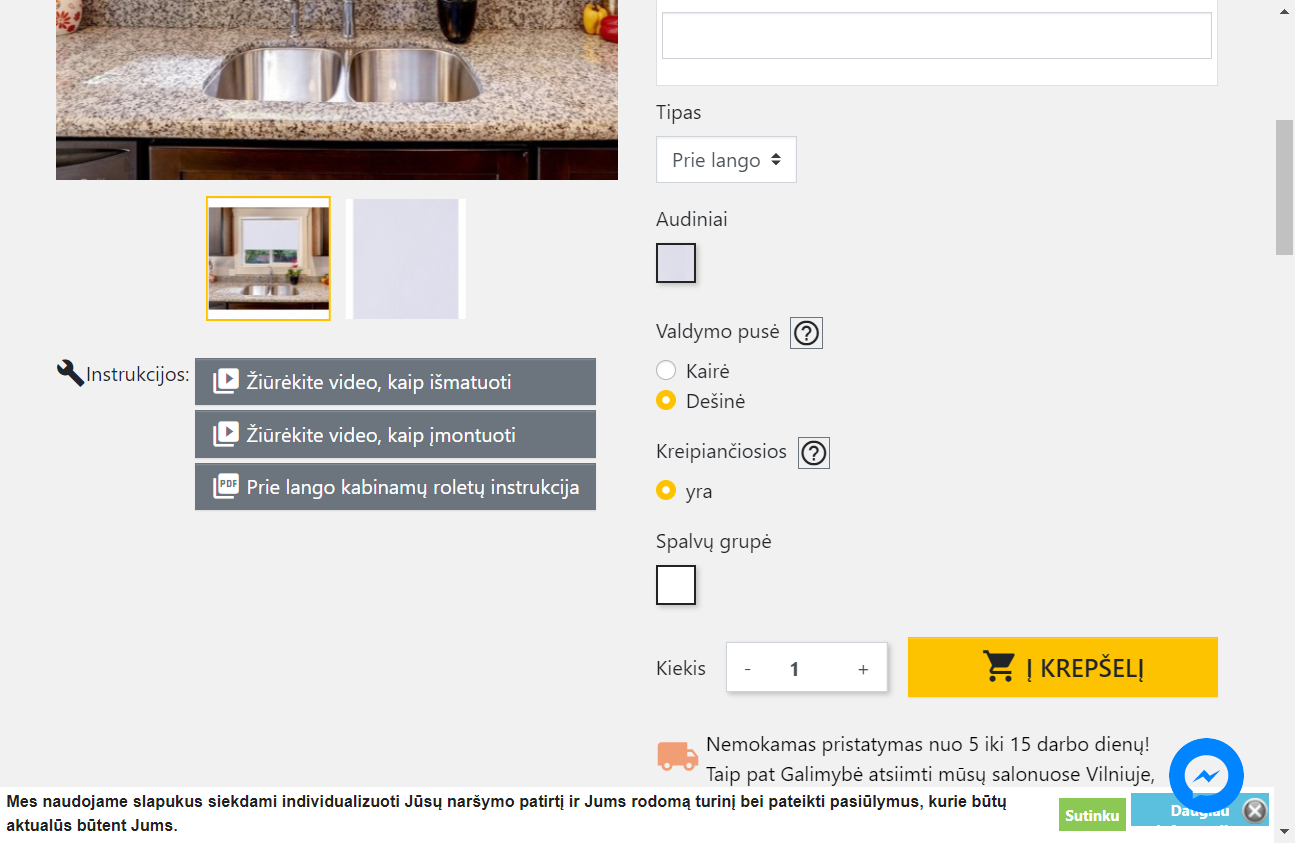 Tipas
Prie lango
Audiniai
Valdymo pusė
Kairė
Dešinė
Kreipiančiosios
yra
Spalvų grupė
Kiekis
- 1 +
Į KREPŠELĮ
Nemokamas pristatymas nuo 5 iki 15 darbo dienų!
Taip pat Galimybė atsiimti mūsų salonuose Vilniuje,
Instrukcijos:
Žiūrėkite video, kaip išmatuoti
Žiūrėkite video, kaip įmontuoti
PDF Prie lango kabinamų roletų instrukcija
Mes naudojame slapukus siekdami individualizuoti Jūsų naršymo patirtį ir Jums rodomą turinį bei pateikti pasiūlymus, kurie būtų
aktualūs būtent Jums.
Sutinku
Daugiau